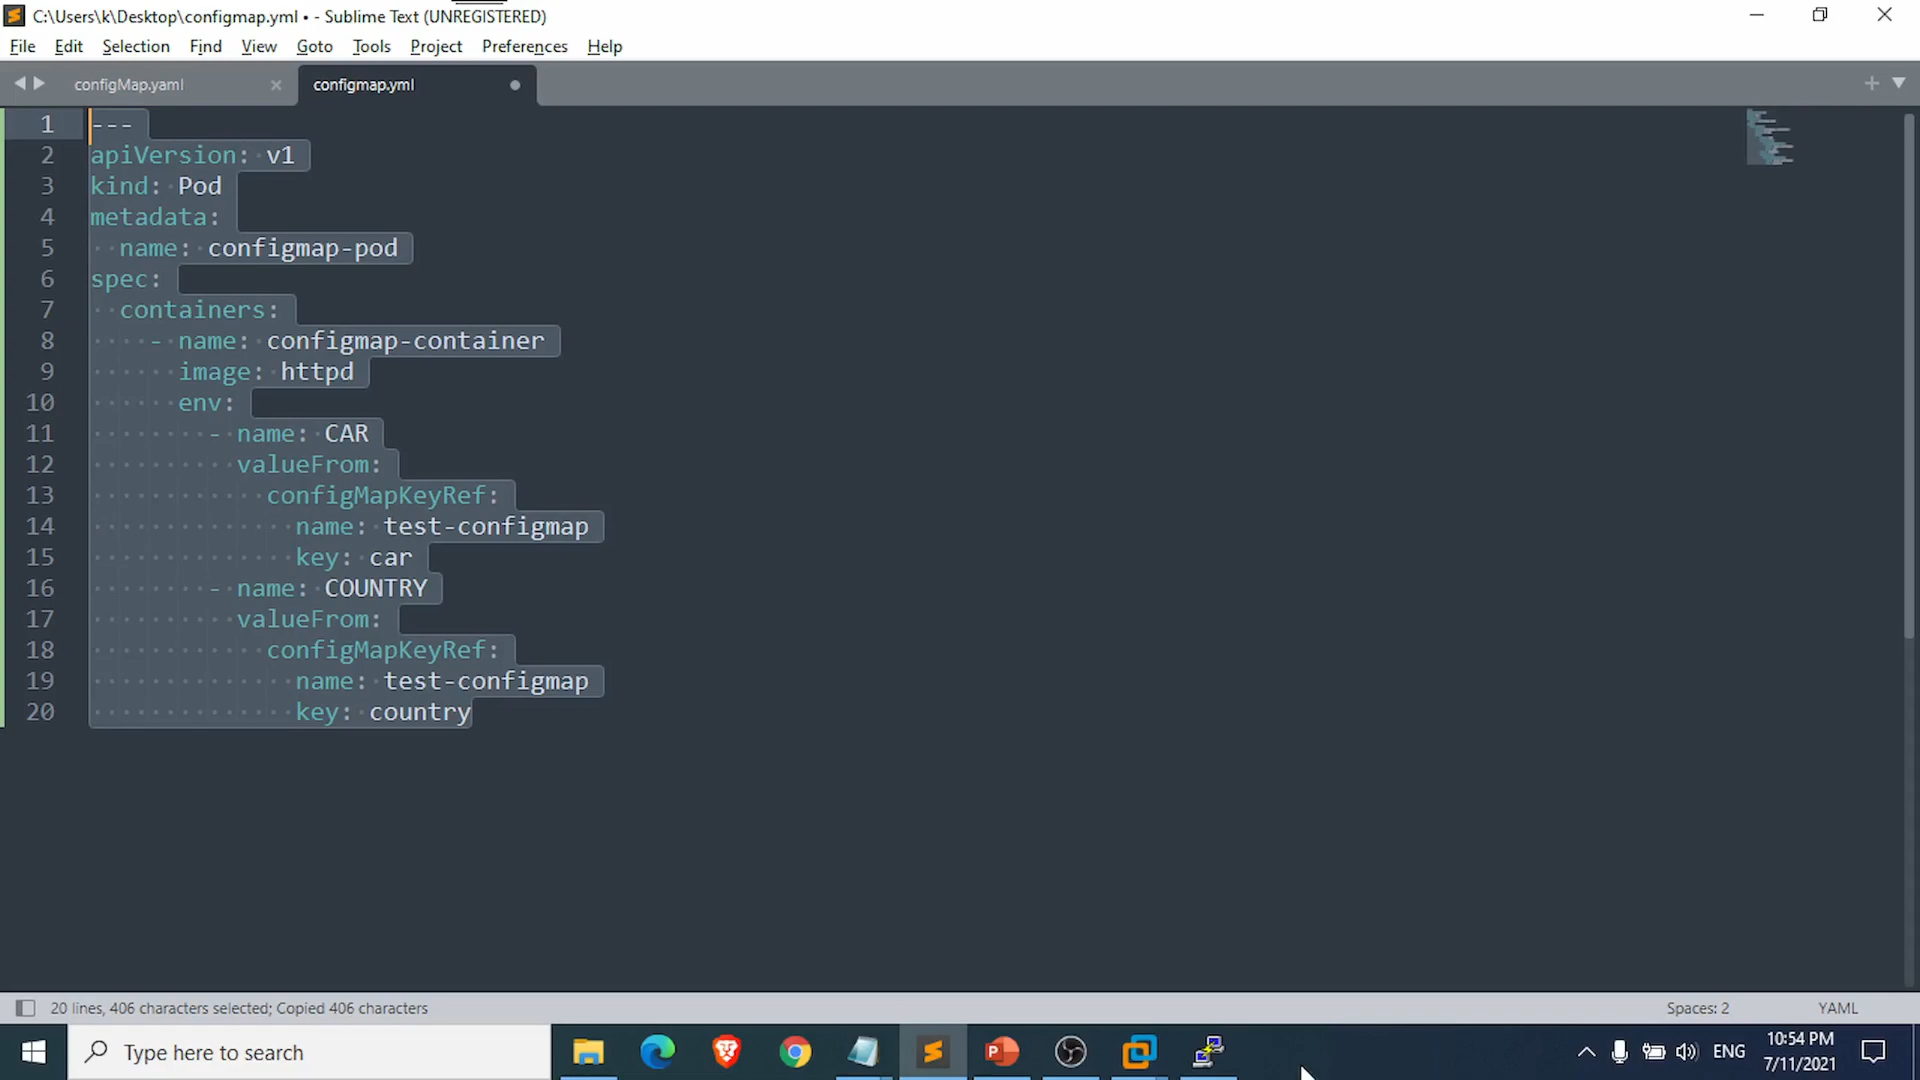 C:\Users\k\Desktop\configmap.yml • - Sublime Text (UNREGISTERED)
File Edit Selection Find View Goto Tools Project Preferences Help
configMap.yaml configmap.yml
1 ---
2 apiVersion: v1
3 kind: Pod
4 metadata:
5 name: configmap-pod
6 spec:
7 containers:
8 - name: configmap-container
9 image: httpd
10 env:
11 - name: CAR
12 valueFrom:
13 configMapKeyRef:
14 name: test-configmap
15 key: car
16 - name: COUNTRY
17 valueFrom:
18 configMapKeyRef:
19 name: test-configmap
20 key: country
20 lines, 406 characters selected; Copied 406 characters Spaces: 2 YAML
Type here to search ENG 10:54 PM
7/11/2021